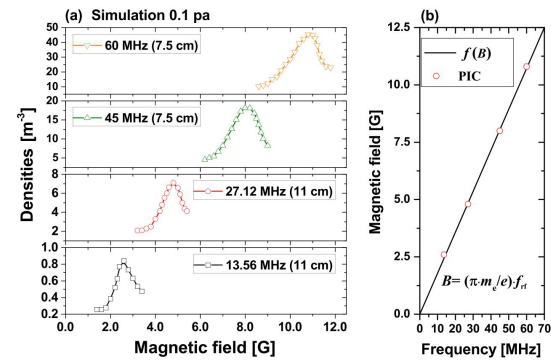 (a) Simulation 0.1 pa
50
40
30
20
10
60 MHz (7.5 cm)
20
15
10
5
45 MHz (7.5 cm)
8
6
4
2
0
27.12 MHz (11 cm)
1.0
0.8
0.6
0.4
0.2
13.56 MHz (11 cm)
0.0 2.0 4.0 6.0 8.0 10.0 12.0
Magnetic field [G]
Densities [m⁻³]
(b)
12.5
10.0
7.5
5.0
2.5
0.0
f(B)
PIC
B= (π·mₑ/e)·f_rf
0 10 20 30 40 50 60 70
Frequency [MHz]
Magnetic field [G]